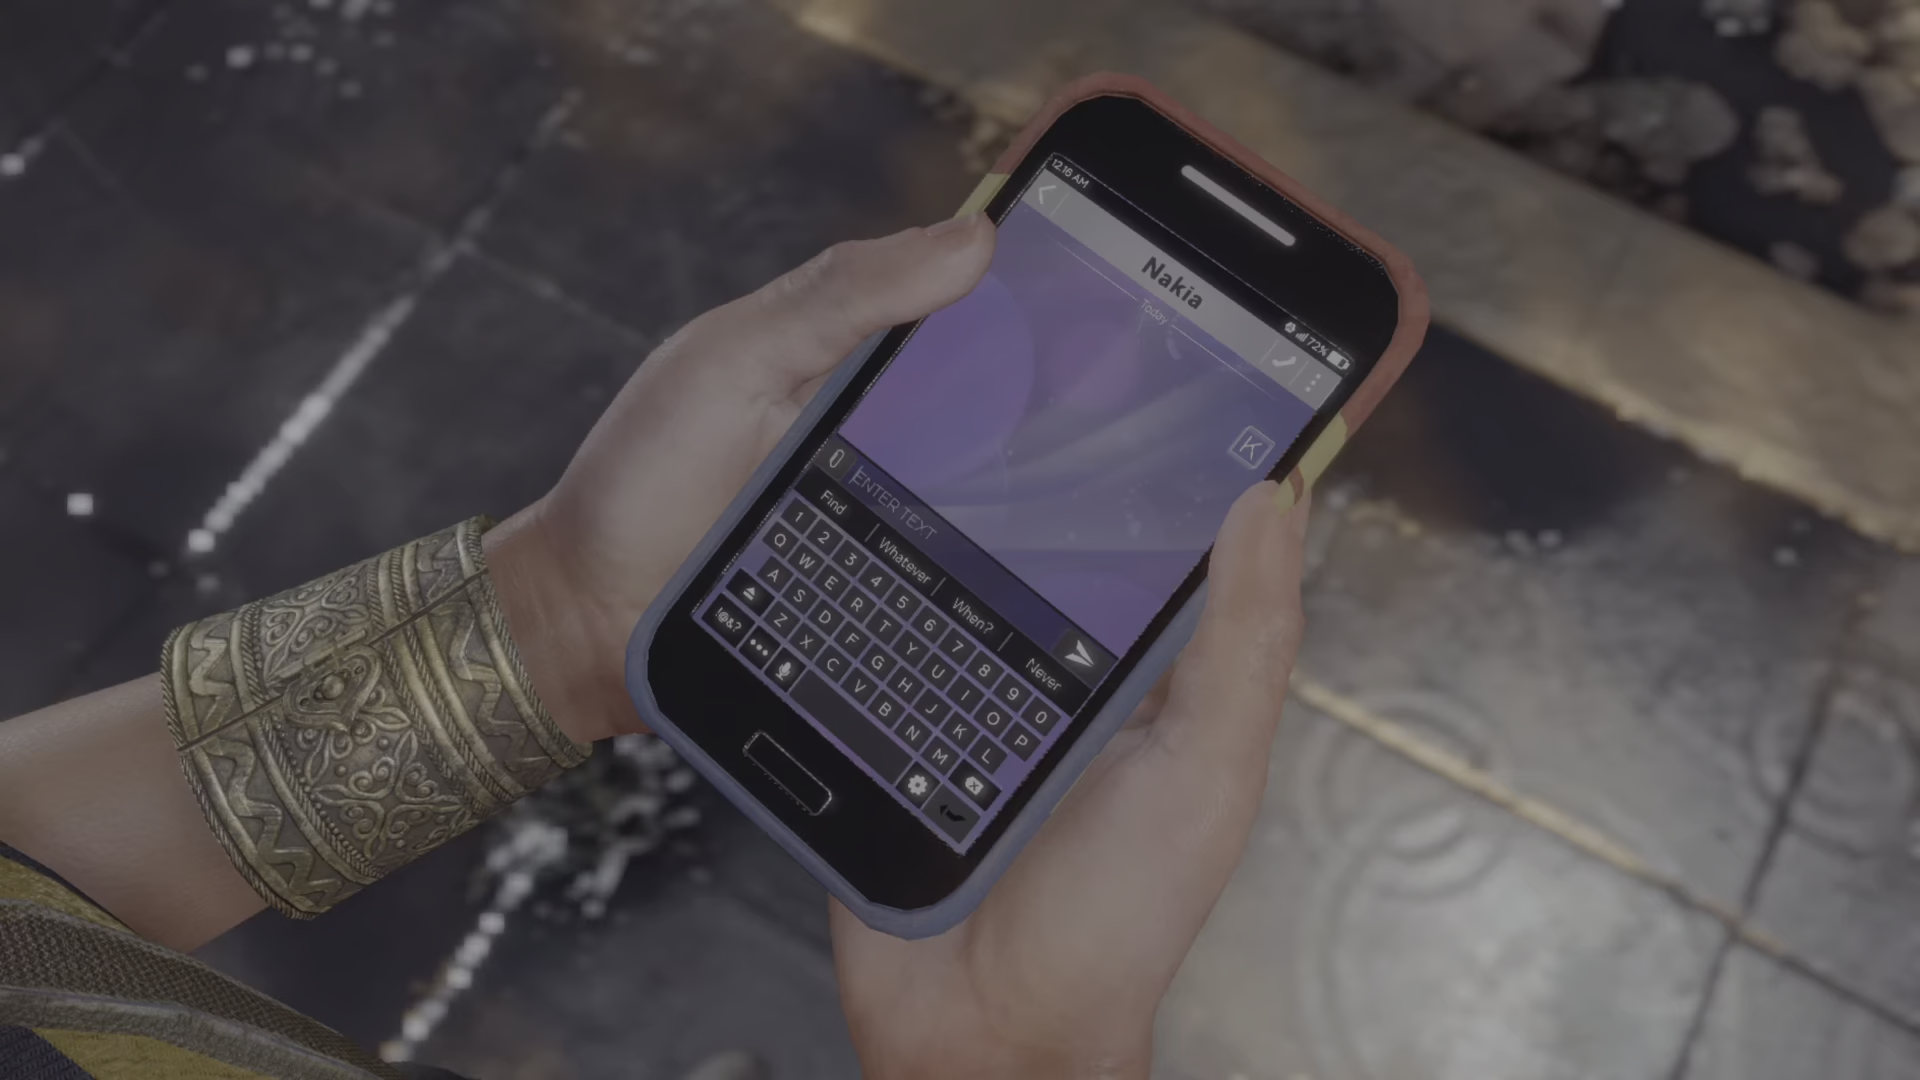 12:16 AM
72%
Nakia
Today
K
ENTER TEXT
Find Whatever When? Never
1 2 3 4 5 6 7 8 9 0
Q W E R T Y U I O P
A S D F G H J K L
Z X C V B N M
!@&?